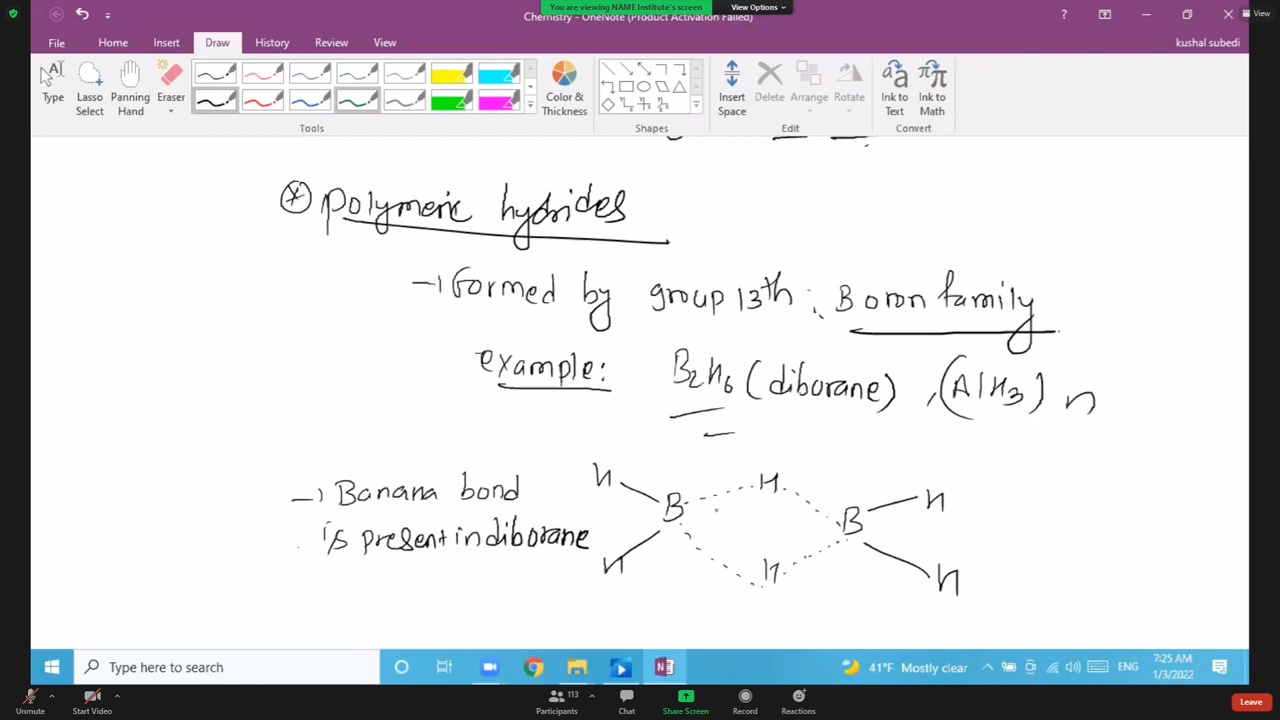 You are viewing NAME Institute's screen
View Options
View
Chemistry - OneNote (Product Activation Failed)
File
Home
Insert
Draw
History
Review
View
kushal subedi
Type
Lasso Select
Panning Hand
Eraser
Color & Thickness
Insert Space
Delete
Arrange
Rotate
Ink to Text
Ink to Math
Tools
Shapes
Edit
Convert
Polymeric hydrides
formed by group 13th : Boron family
example: B2H6 (diborane), (AlH3) n
Banana bond
is present in diborane
H H H
B B
H H H
Type here to search
41°F Mostly clear
ENG
7:25 AM
1/3/2022
Unmute
Start Video
113
Participants
Chat
Share Screen
Record
Reactions
Leave